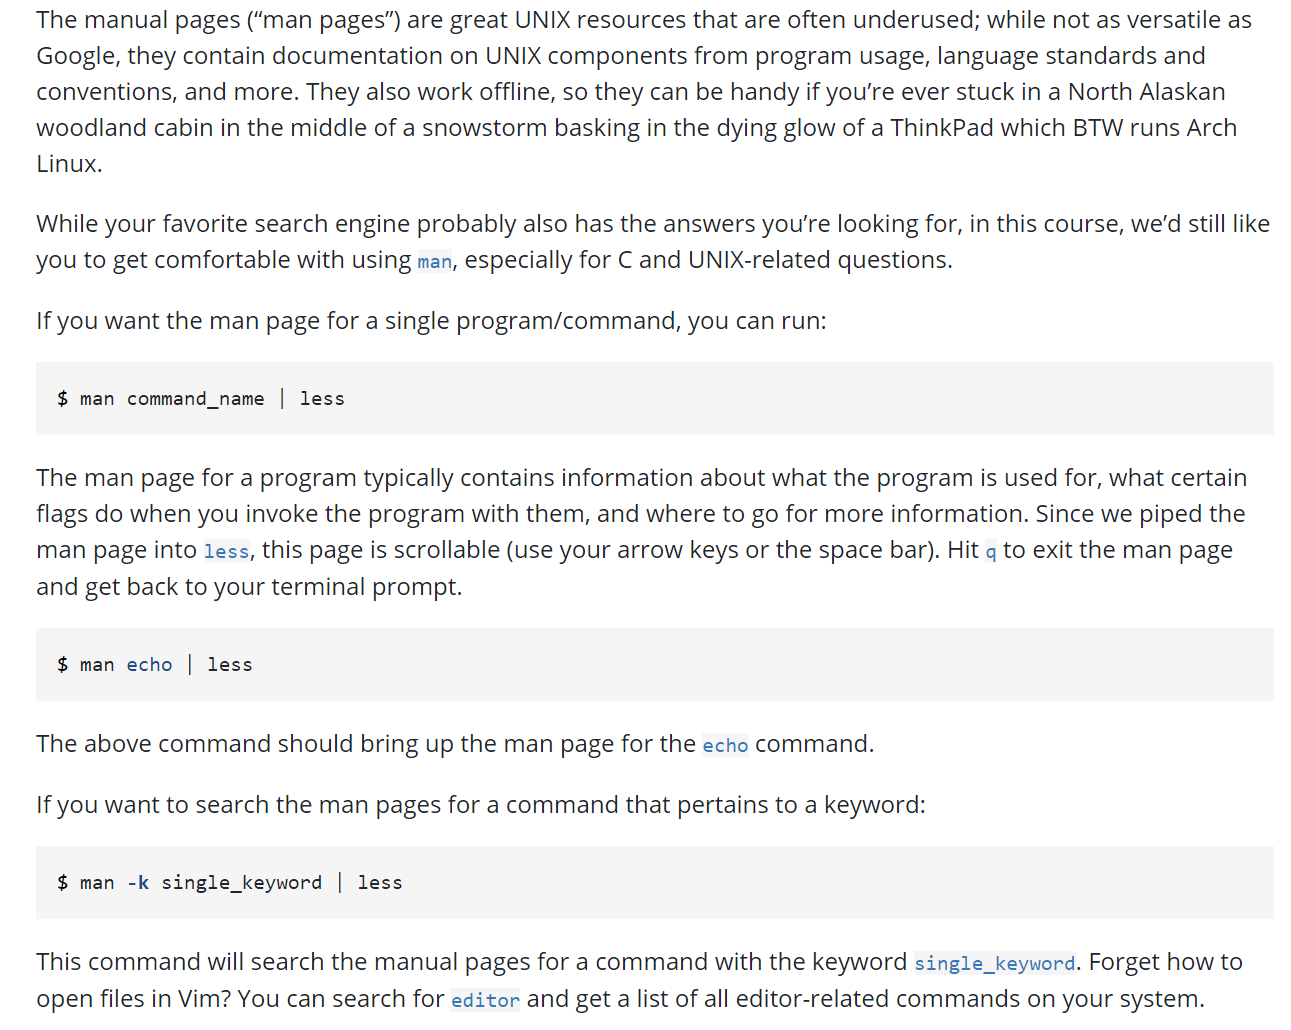 The manual pages (“man pages”) are great UNIX resources that are often underused; while not as versatile as
Google, they contain documentation on UNIX components from program usage, language standards and
conventions, and more. They also work offline, so they can be handy if you’re ever stuck in a North Alaskan
woodland cabin in the middle of a snowstorm basking in the dying glow of a ThinkPad which BTW runs Arch
Linux.
While your favorite search engine probably also has the answers you’re looking for, in this course, we’d still like
you to get comfortable with using man, especially for C and UNIX-related questions.
If you want the man page for a single program/command, you can run:
$ man command_name | less
The man page for a program typically contains information about what the program is used for, what certain
flags do when you invoke the program with them, and where to go for more information. Since we piped the
man page into less, this page is scrollable (use your arrow keys or the space bar). Hit q to exit the man page
and get back to your terminal prompt.
$ man echo | less
The above command should bring up the man page for the echo command.
If you want to search the man pages for a command that pertains to a keyword:
$ man -k single_keyword | less
This command will search the manual pages for a command with the keyword single_keyword. Forget how to
open files in Vim? You can search for editor and get a list of all editor-related commands on your system.